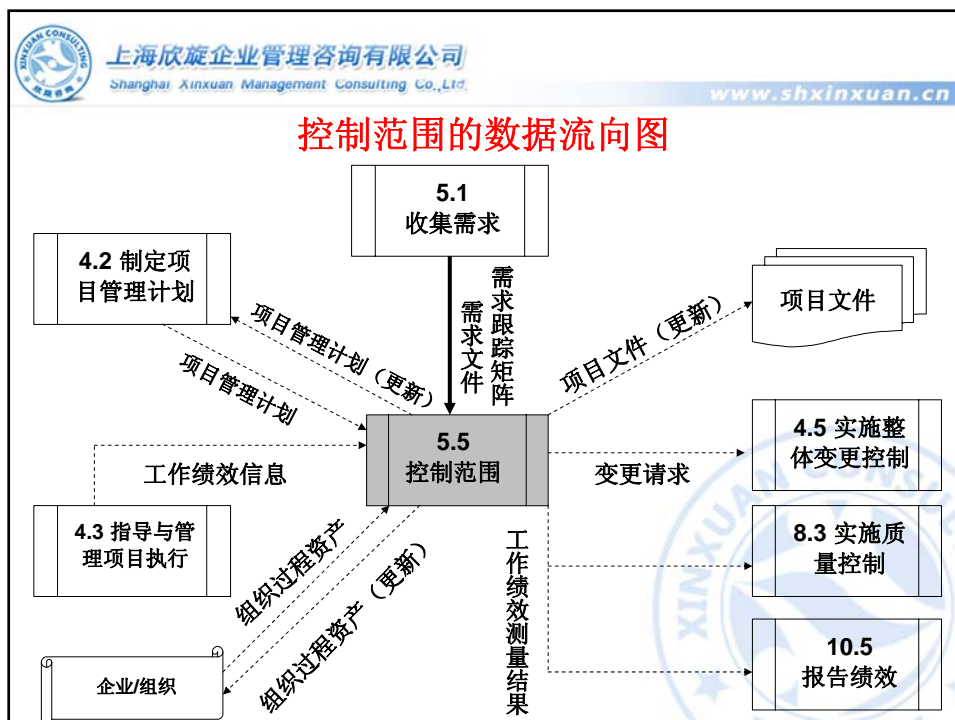 XINXUAN CONSULTING
欣旋咨询
上海欣旋企业管理咨询有限公司
Shanghai Xinxuan Management Consulting Co.,Ltd.
www.shxinxuan.cn
控制范围的数据流向图
5.1
收集需求
4.2 制定项
目管理计划
项目管理计划（更新）
项目管理计划
需求跟踪矩阵
需求文件
项目文件（更新）
项目文件
5.5
控制范围
工作绩效信息
变更请求
4.5 实施整
体变更控制
4.3 指导与管
理项目执行
8.3 实施质
量控制
组织过程资产
组织过程资产（更新）
工作绩效测量结果
10.5
报告绩效
企业/组织
XINXUAN CONSU